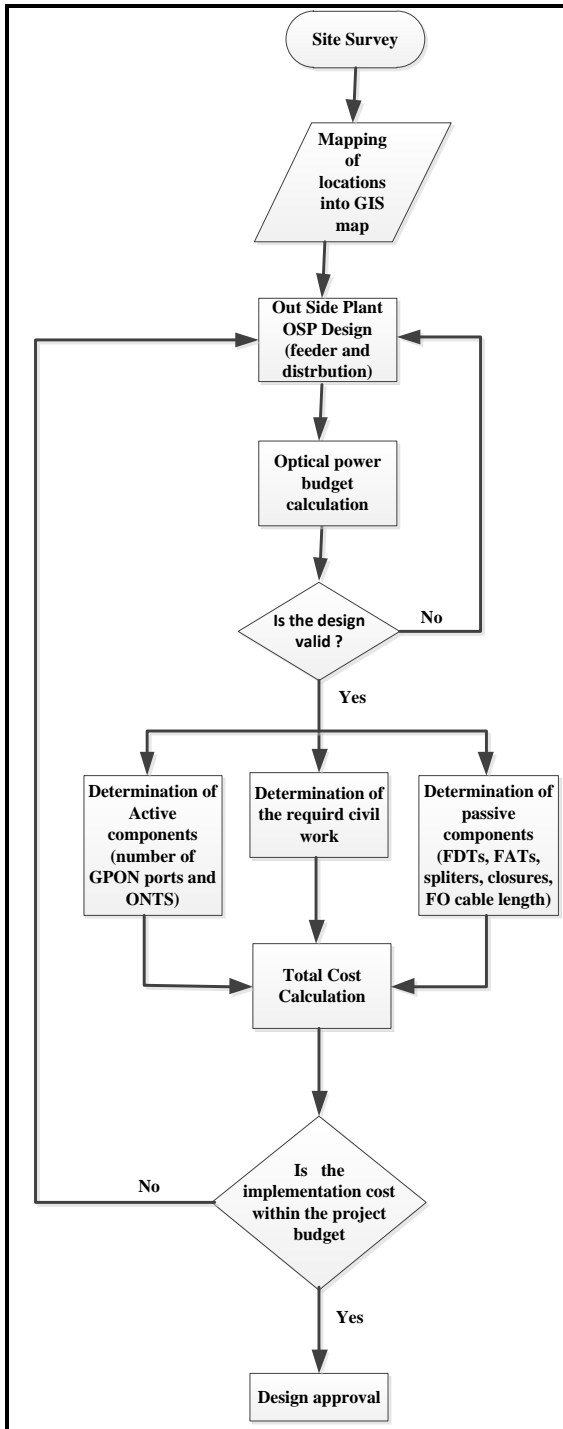 Site Survey
Mapping
of
locations
into GIS
map
Out Side Plant
OSP Design
(feeder and
distrbution)
Optical power
budget
calculation
Is the design
valid ?
No
Yes
Determination of
Active
components
(number of
GPON ports and
ONTS)
Determination of
the requird civil
work
Determination of
passive
components
(FDTs, FATs,
spliters, closures,
FO cable length)
Total Cost
Calculation
Is the
implementation cost
within the project
budget
No
Yes
Design approval